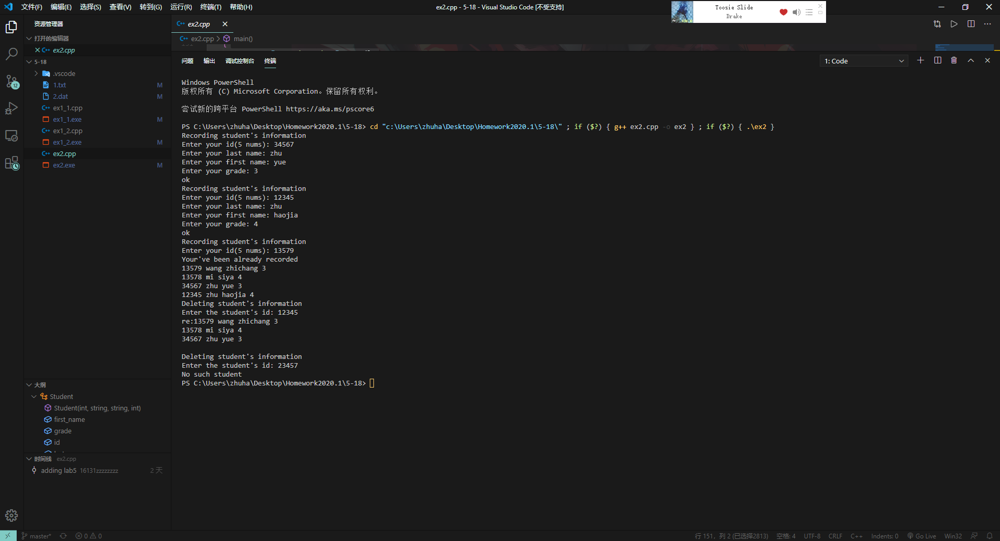 文件(F) 编辑(E) 选择(S) 查看(V) 转到(G) 运行(R) 终端(T) 帮助(H)
ex2.cpp - 5-18 - Visual Studio Code [不受支持]
Toosie Slide
Drake
资源管理器
打开的编辑器
ex2.cpp
5-18
.vscode
1.txt M
2.dat M
ex1_1.cpp
ex1_1.exe M
ex1_2.cpp
ex1_2.exe M
ex2.cpp
ex2.exe M
大纲
Student
Student(int, string, string, int)
first_name
grade
id
时间线 ex2.cpp
adding lab5 16131zzzzzzzz 2 天
ex2.cpp
ex2.cpp > main()
问题 输出 调试控制台 终端
1: Code
Windows PowerShell
版权所有 (C) Microsoft Corporation。保留所有权利。
尝试新的跨平台 PowerShell https://aka.ms/pscore6
PS C:\Users\zhuha\Desktop\Homework2020.1\5-18> cd "c:\Users\zhuha\Desktop\Homework2020.1\5-18\" ; if ($?) { g++ ex2.cpp -o ex2 } ; if ($?) { .\ex2 }
Recording student's information
Enter your id(5 nums): 34567
Enter your last name: zhu
Enter your first name: yue
Enter your grade: 3
ok
Recording student's information
Enter your id(5 nums): 12345
Enter your last name: zhu
Enter your first name: haojia
Enter your grade: 4
ok
Recording student's information
Enter your id(5 nums): 13579
Your've been already recorded
13579 wang zhichang 3
13578 mi siya 4
34567 zhu yue 3
12345 zhu haojia 4
Deleting student's information
Enter the student's id: 12345
re:13579 wang zhichang 3
13578 mi siya 4
34567 zhu yue 3
Deleting student's information
Enter the student's id: 23457
No such student
PS C:\Users\zhuha\Desktop\Homework2020.1\5-18>
12
master* 0 0
行 151，列 2 (已选择2813) 空格: 4 UTF-8 CRLF C++ Indents: 0 Go Live Win32